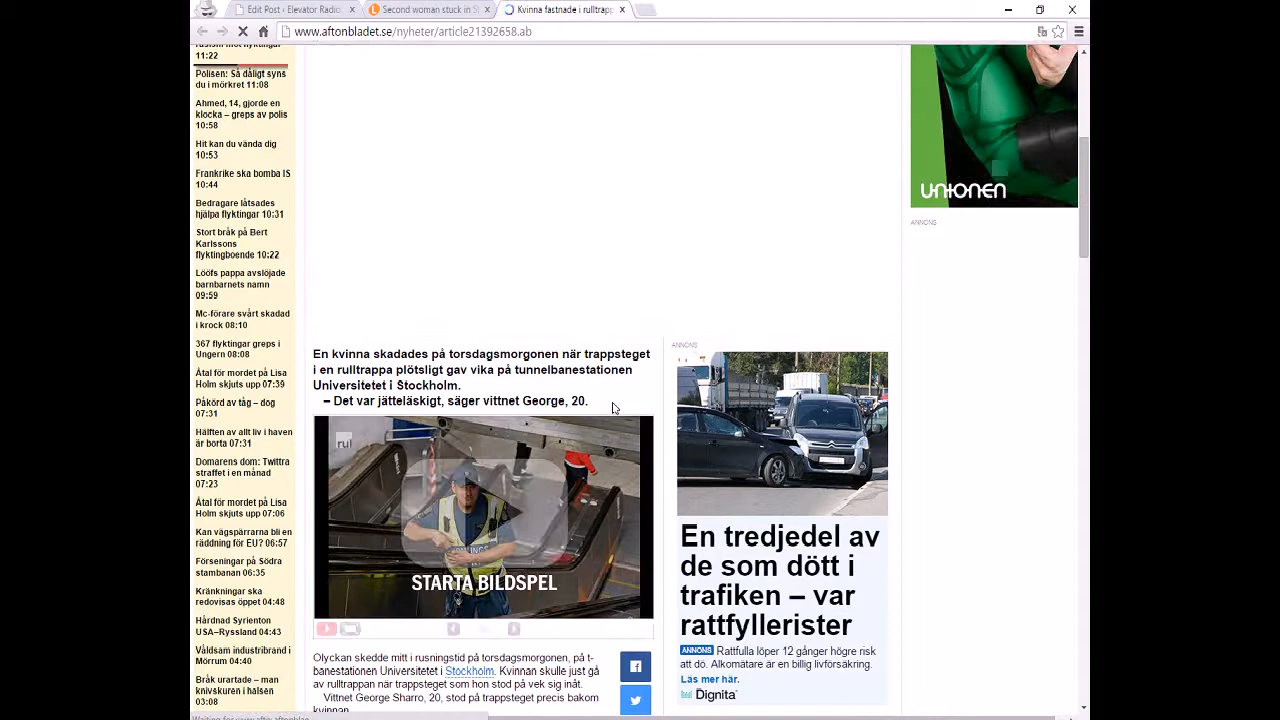 Edit Post ‹ Elevator Radio
Second woman stuck in S
Kvinna fastnade i rulltrapp
www.aftonbladet.se/nyheter/article21392658.ab
rasism mot flyktingar
11:22
Polisen: Så dåligt syns
du i mörkret 11:08
Ahmed, 14, gjorde en
klocka – greps av polis
10:58
Hit kan du vända dig
10:53
Frankrike ska bomba IS
10:44
Bedragare låtsades
hjälpa flyktingar 10:31
Stort bråk på Bert
Karlssons
flyktingboende 10:22
Lööfs pappa avslöjade
barnbarnets namn
09:59
Mc-förare svårt skadad
i krock 08:10
367 flyktingar greps i
Ungern 08:08
Åtal för mordet på Lisa
Holm skjuts upp 07:39
Påkörd av tåg – dog
07:31
Hälften av allt liv i haven
är borta 07:31
Domarens dom: Twittra
straffet i en månad
07:23
Åtal för mordet på Lisa
Holm skjuts upp 07:06
Kan vägspärrarna bli en
räddning för EU? 06:57
Förseningar på Södra
stambanan 06:35
Kränkningar ska
redovisas öppet 04:48
Hårdnad Syrienton
USA–Ryssland 04:43
Våldsam industribrand i
Mörrum 04:40
Bråk urartade – man
knivskuren i halsen
03:08
En kvinna skadades på torsdagsmorgonen när trappsteget
i en rulltrappa plötsligt gav vika på tunnelbanestationen
Universitetet i Stockholm.
– Det var jätteläskigt, säger vittnet George, 20.
rul
STARTA BILDSPEL
Olyckan skedde mitt i rusningstid på torsdagsmorgonen, på t-
banestationen Universitetet i Stockholm. Kvinnan skulle just gå
av rulltrappan när trappsteget som hon stod på vek sig inåt.
Vittnet George Sharro, 20, stod på trappsteget precis bakom
kvinnan.
ANNONS
En tredjedel av
de som dött i
trafiken – var
rattfyllerister
ANNONS Rattfulla löper 12 gånger högre risk
att dö. Alkomätare är en billig livförsäkring.
Läs mer här.
Dignita
UNIONEN
ANNONS